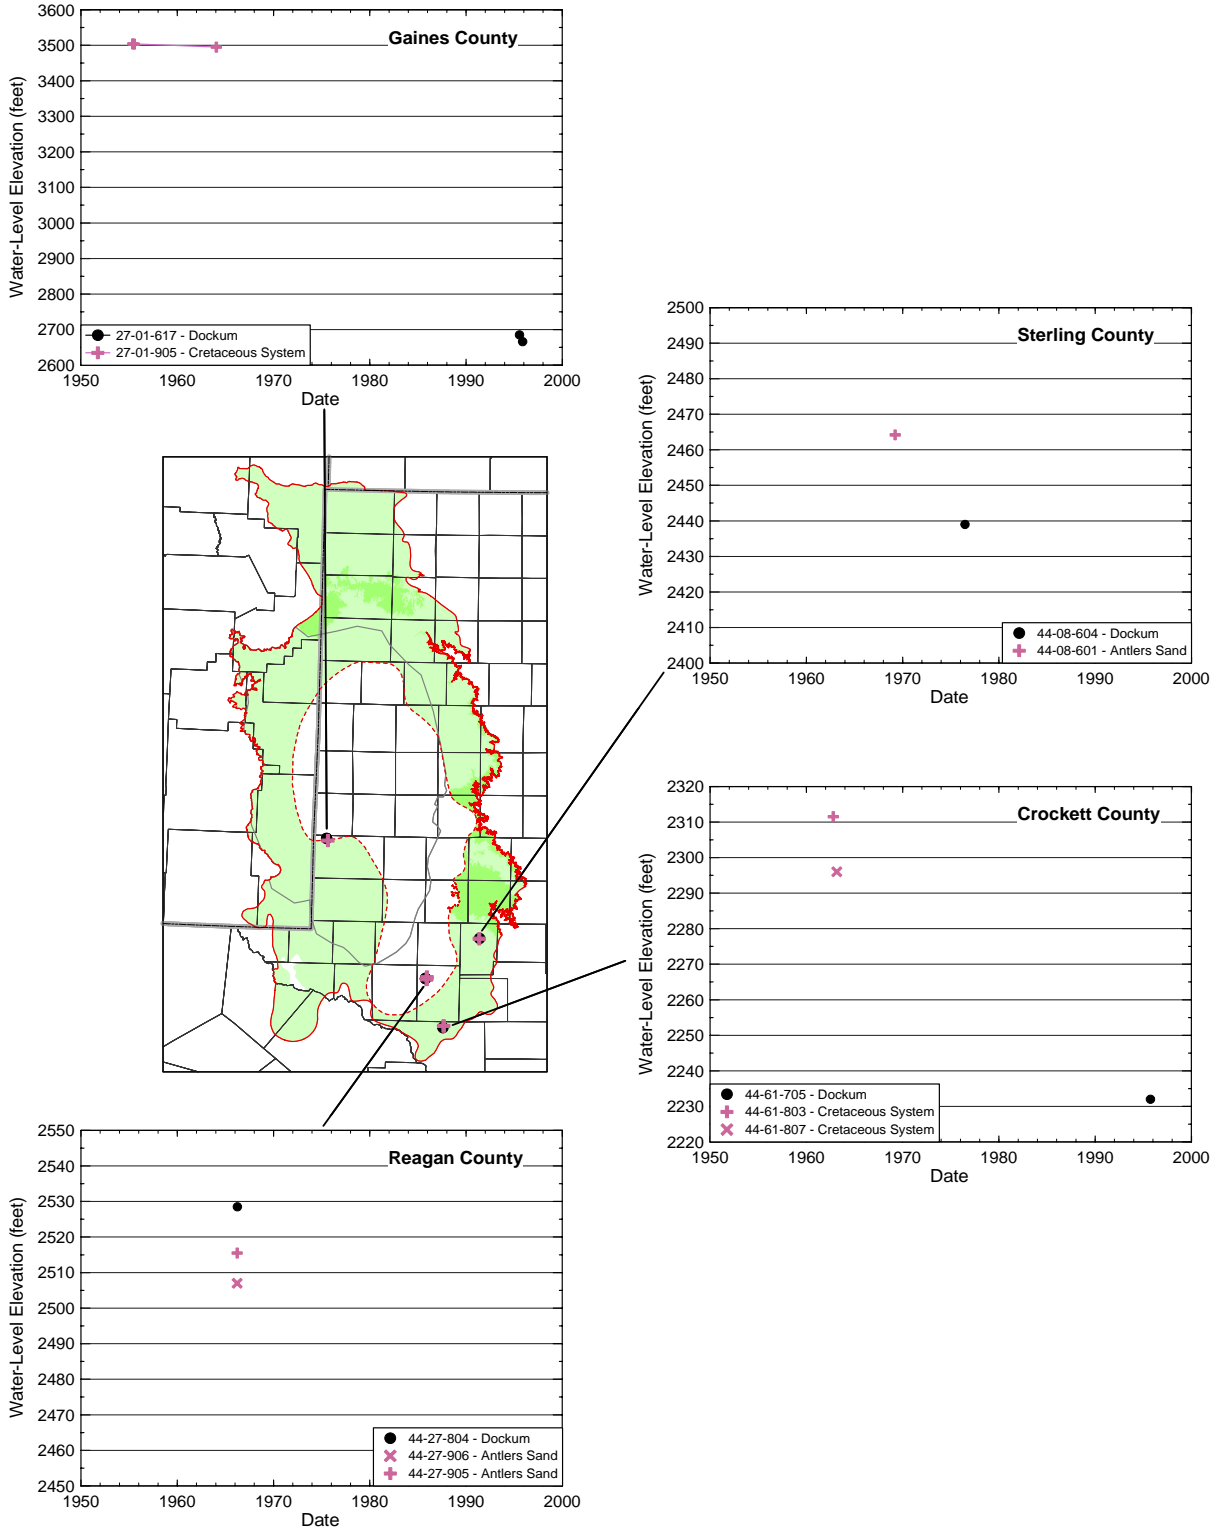 Gaines County
Water-Level Elevation (feet)
3600
3500
3400
3300
3200
3100
3000
2900
2800
2700
2600
27-01-617 - Dockum
27-01-905 - Cretaceous System
1950 1960 1970 1980 1990 2000
Date
Sterling County
Water-Level Elevation (feet)
2500
2490
2480
2470
2460
2450
2440
2430
2420
2410
2400
44-08-604 - Dockum
44-08-601 - Antlers Sand
1950 1960 1970 1980 1990 2000
Date
Crockett County
Water-Level Elevation (feet)
2320
2310
2300
2290
2280
2270
2260
2250
2240
2230
2220
44-61-705 - Dockum
44-61-803 - Cretaceous System
44-61-807 - Cretaceous System
1950 1960 1970 1980 1990 2000
Date
Reagan County
Water-Level Elevation (feet)
2550
2540
2530
2520
2510
2500
2490
2480
2470
2460
2450
44-27-804 - Dockum
44-27-906 - Antlers Sand
44-27-905 - Antlers Sand
1950 1960 1970 1980 1990 2000
Date